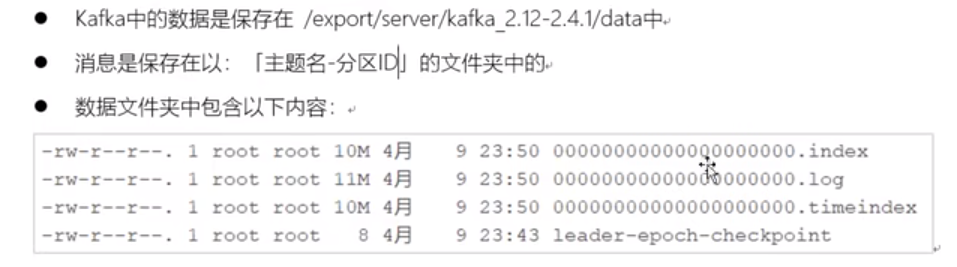 ● Kafka中的数据是保存在 /export/server/kafka_2.12-2.4.1/data中
● 消息是保存在以：「主题名-分区ID」的文件夹中的
● 数据文件夹中包含以下内容：
-rw-r--r--. 1 root root 10M 4月 9 23:50 00000000000000000000.index
-rw-r--r--. 1 root root 11M 4月 9 23:50 00000000000000000000.log
-rw-r--r--. 1 root root 10M 4月 9 23:50 00000000000000000000.timeindex
-rw-r--r--. 1 root root 8 4月 9 23:43 leader-epoch-checkpoint